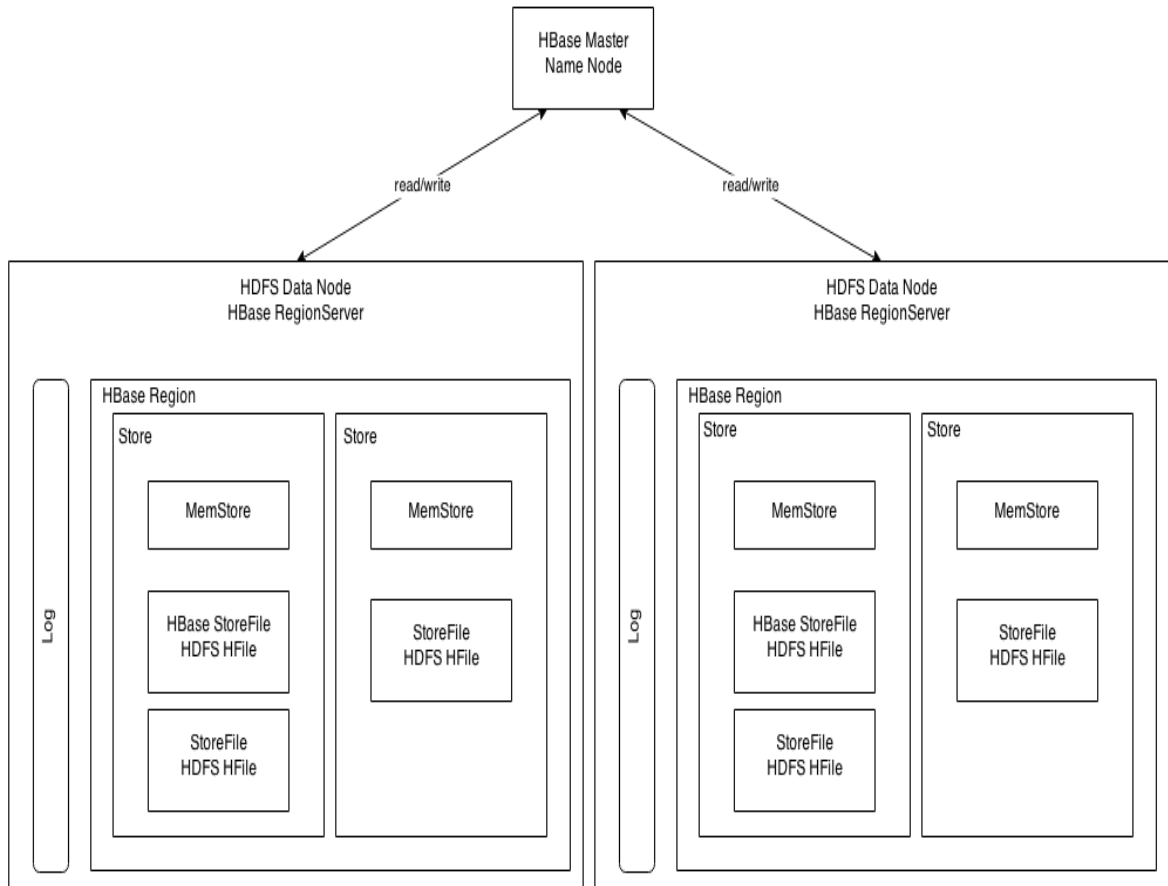 HBase Master
Name Node
read/write
read/write
HDFS Data Node
HBase RegionServer
Log
HBase Region
Store
MemStore
HBase StoreFile
HDFS HFile
StoreFile
HDFS HFile
Store
MemStore
StoreFile
HDFS HFile
HDFS Data Node
HBase RegionServer
Log
HBase Region
Store
MemStore
HBase StoreFile
HDFS HFile
StoreFile
HDFS HFile
Store
MemStore
StoreFile
HDFS HFile